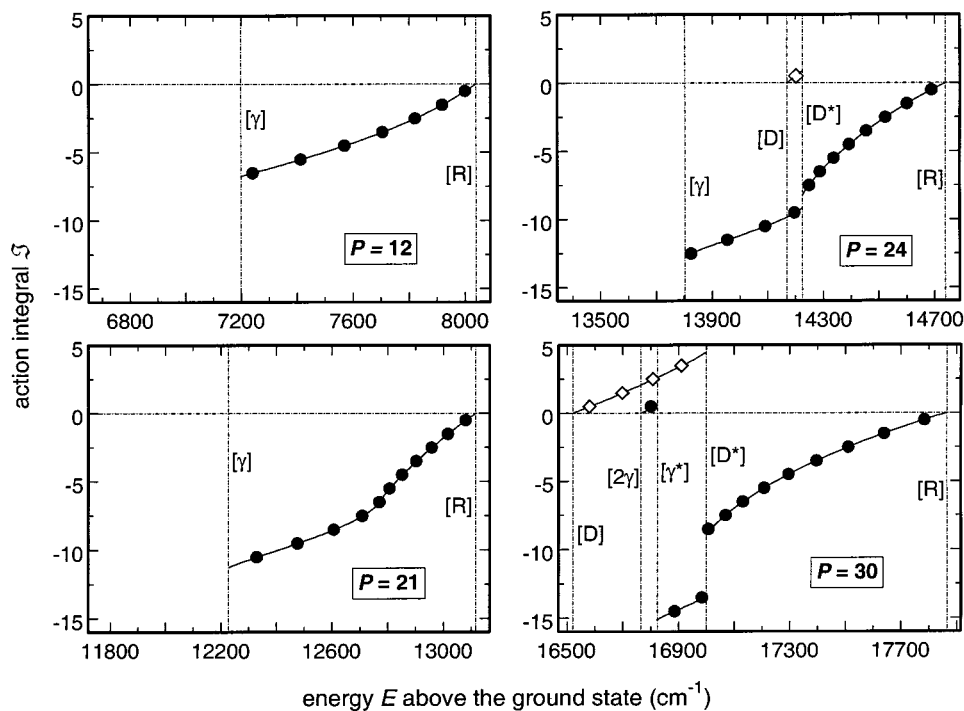 action integral ℑ
5
0
-5
-10
-15
[γ]
[R]
P = 12
6800 7200 7600 8000
5
0
-5
-10
-15
[γ]
[D]
[D*]
[R]
P = 24
13500 13900 14300 14700
5
0
-5
-10
-15
[γ]
[R]
P = 21
11800 12200 12600 13000
5
0
-5
-10
-15
[D]
[2γ]
[γ*]
[D*]
[R]
P = 30
16500 16900 17300 17700
energy E above the ground state (cm⁻¹)